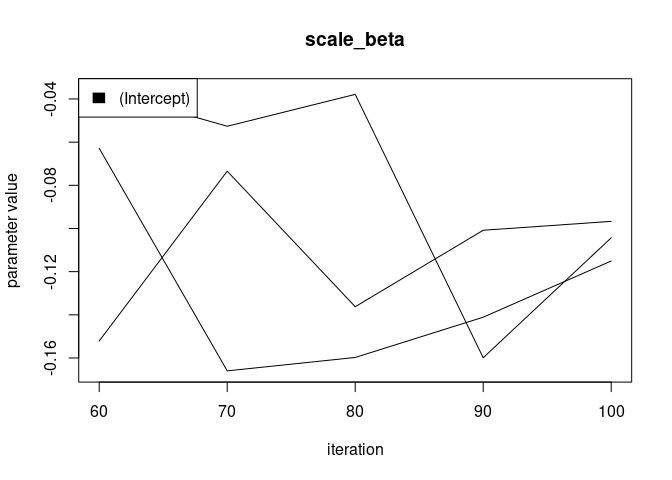 scale_beta
(Intercept)
parameter value
-0.04
-0.08
-0.12
-0.16
60 70 80 90 100
iteration